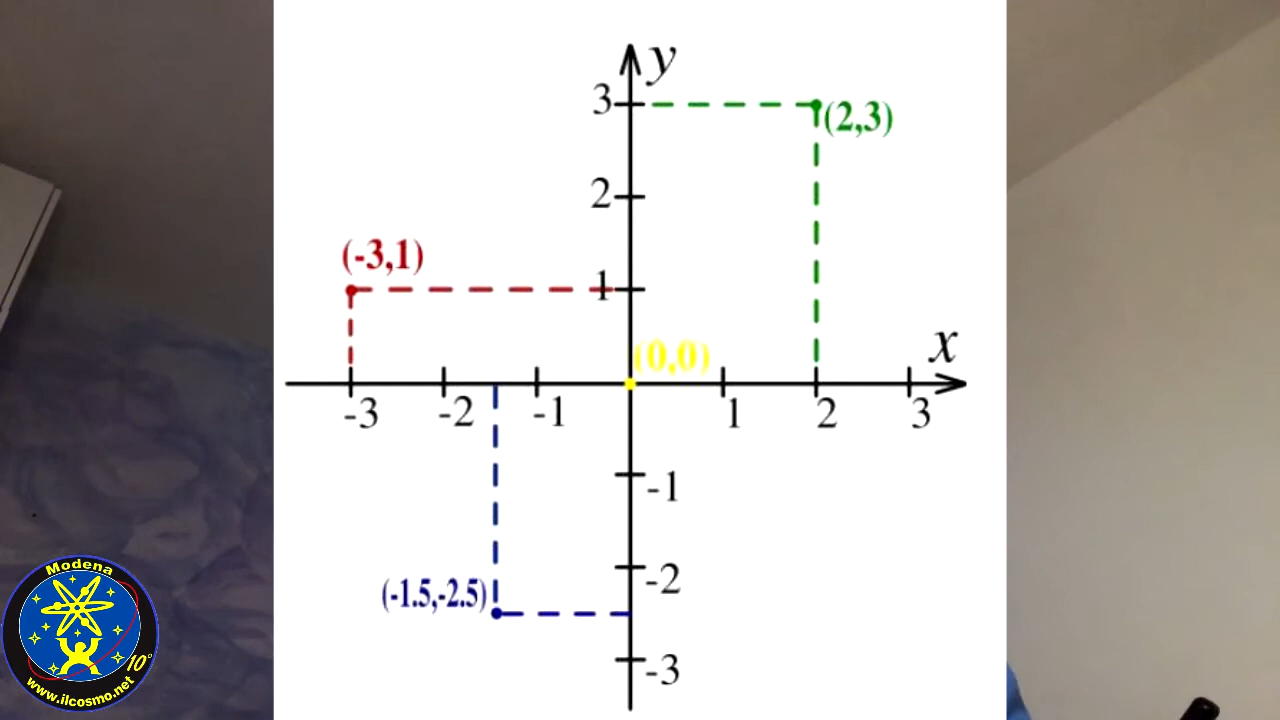 y
3
(2,3)
2
(-3,1)
1
(0,0)
x
-3 -2 -1 1 2 3
-1
-2
(-1.5,-2.5)
-3
Modena
10°
www.ilcosmo.net